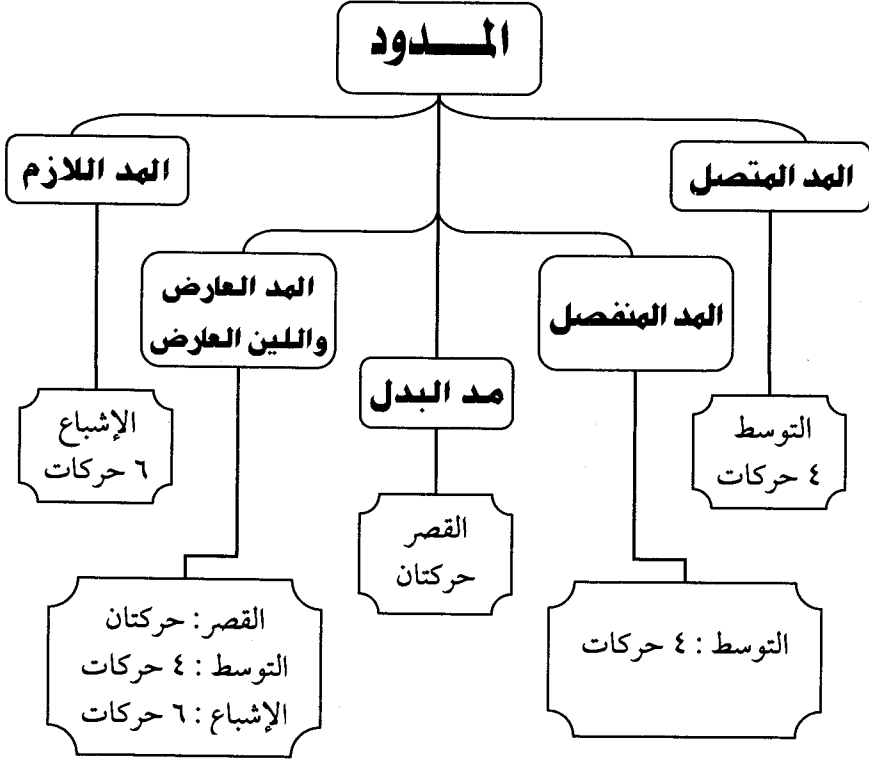 المـــدود
المد المتصل
التوسط
٤ حركات
المد المنفصل
التوسط : ٤ حركات
مد البدل
القصر
حركتان
المد العارض
واللين العارض
القصر : حركتان
التوسط : ٤ حركات
الإشباع : ٦ حركات
المد اللازم
الإشباع
٦ حركات